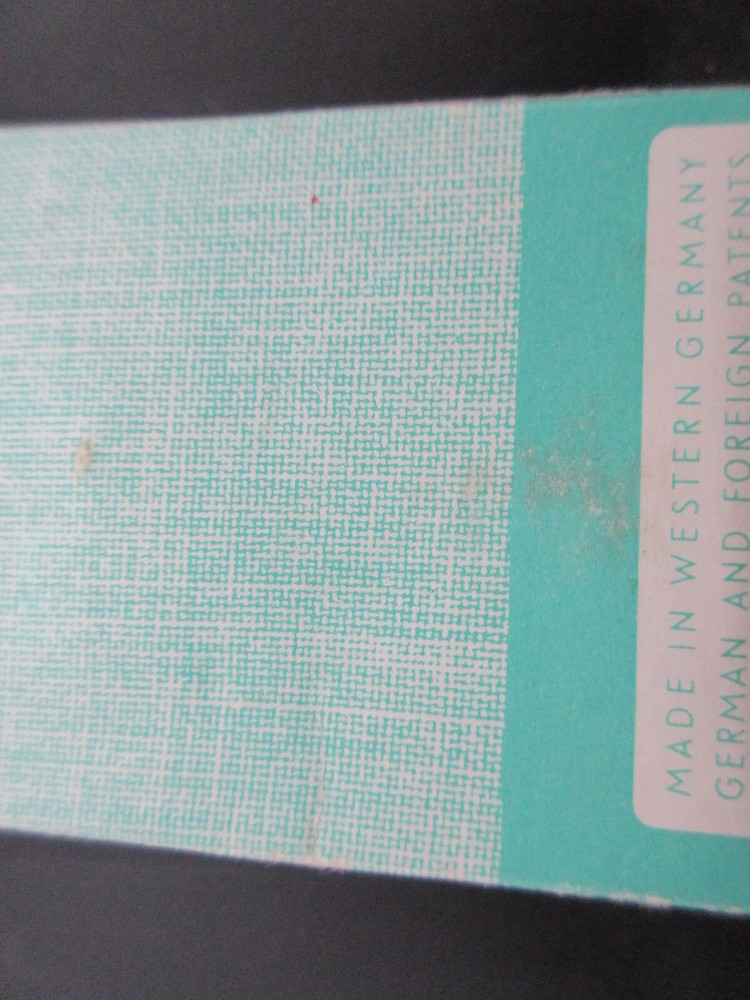 MADE IN WESTERN GERMANY
GERMAN AND FOREIGN PATENTS